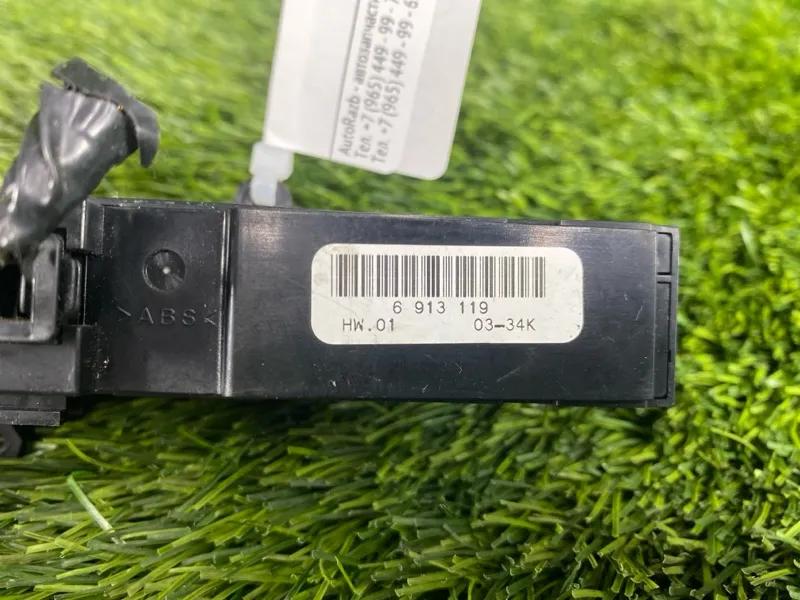 AutoRazb - автозапчасти
Тел. +7 (965) 449 - 99 -
Тел. +7 (965) 449 - 99 - 6
>ABS<
6 913 119
HW.01 03-34K